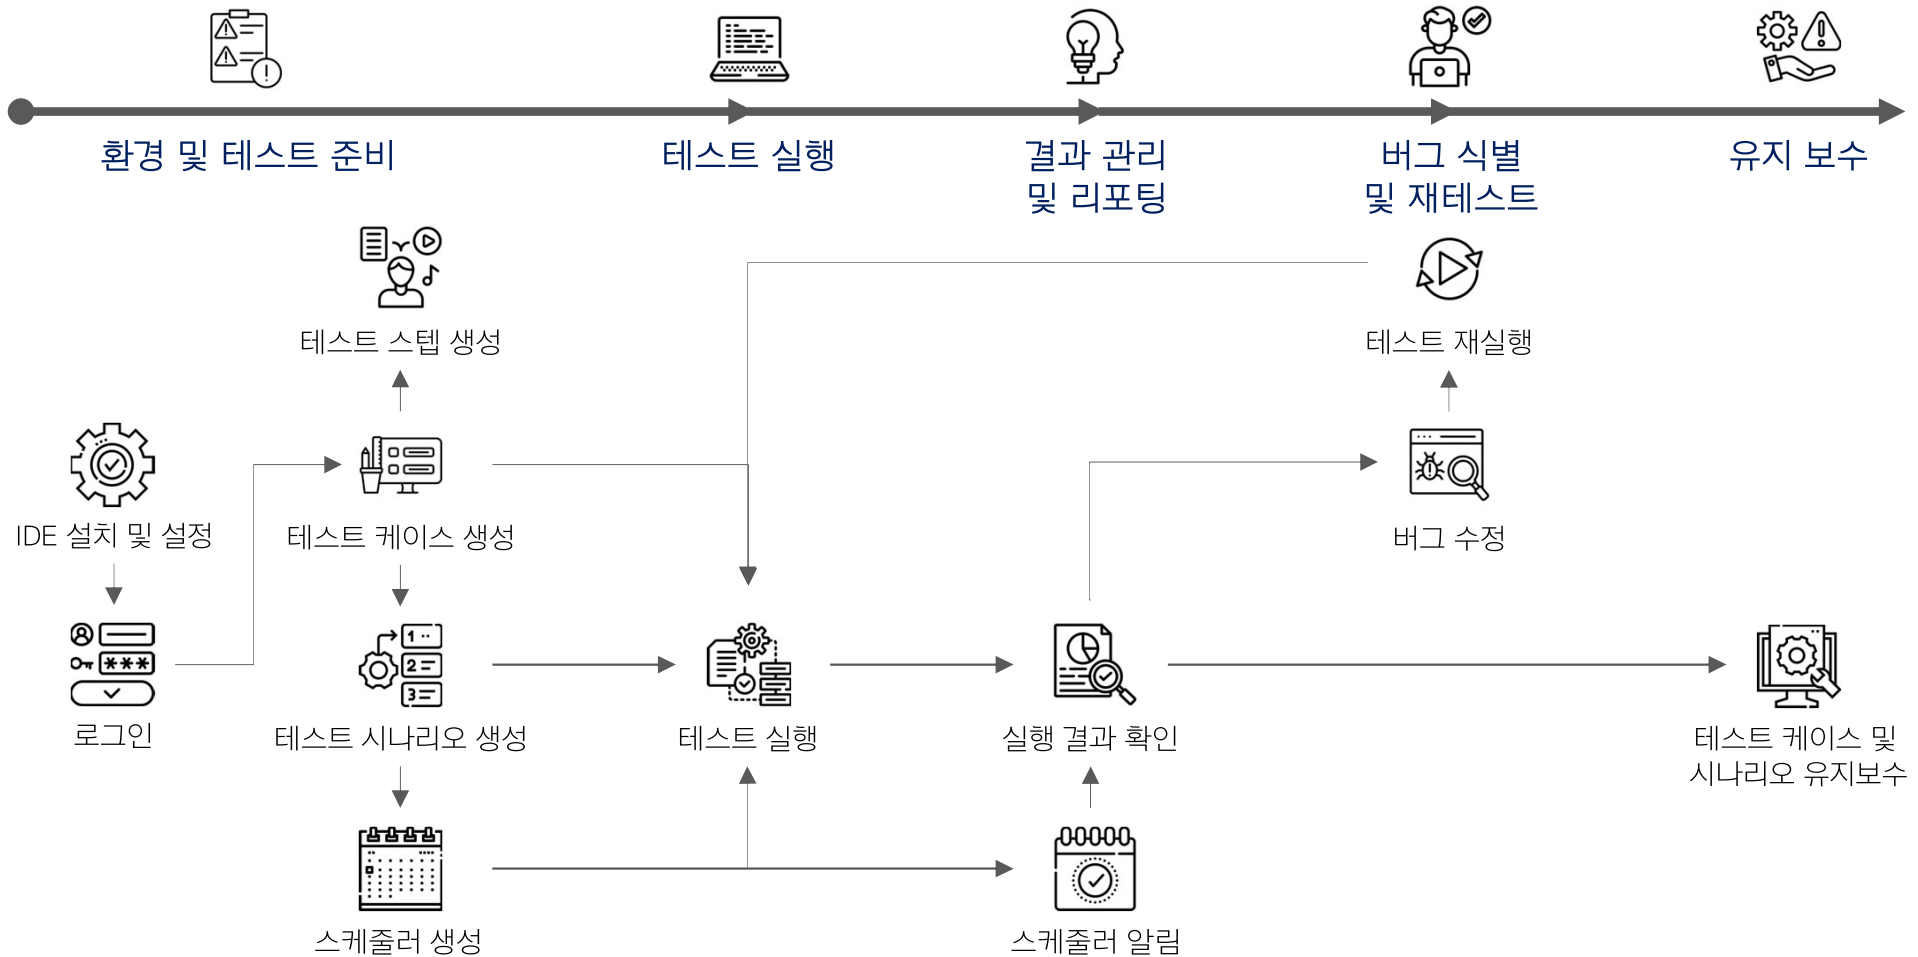 환경 및 테스트 준비
테스트 실행
결과 관리
및 리포팅
버그 식별
및 재테스트
유지 보수
테스트 스텝 생성
테스트 재실행
IDE 설치 및 설정
테스트 케이스 생성
버그 수정
1
2
3
***
로그인
테스트 시나리오 생성
테스트 실행
실행 결과 확인
테스트 케이스 및
시나리오 유지보수
스케줄러 생성
스케줄러 알림